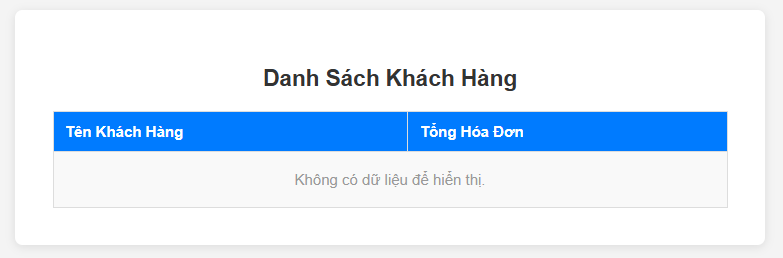 Danh Sách Khách Hàng
Tên Khách Hàng
Tổng Hóa Đơn
Không có dữ liệu để hiển thị.